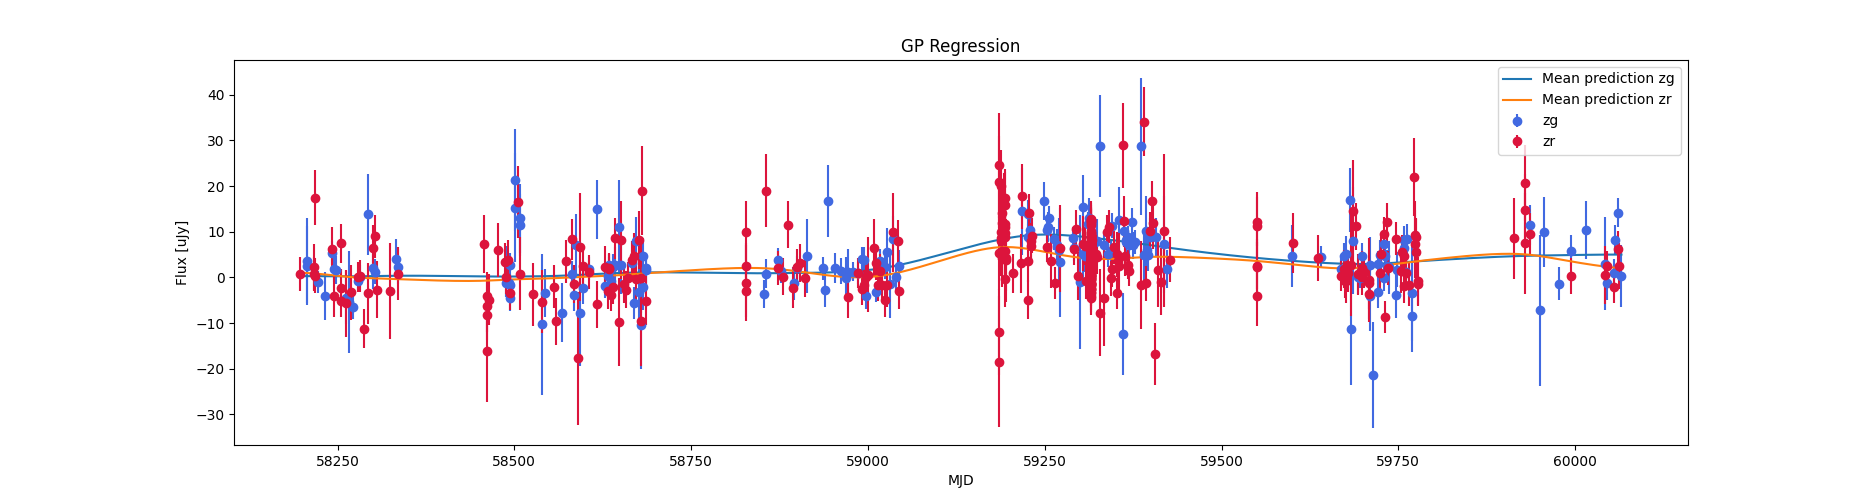 GP Regression
Flux [uJy]
40
30
20
10
0
−10
−20
−30
58250
58500
58750
59000
59250
59500
59750
60000
MJD
Mean prediction zg
Mean prediction zr
zg
zr